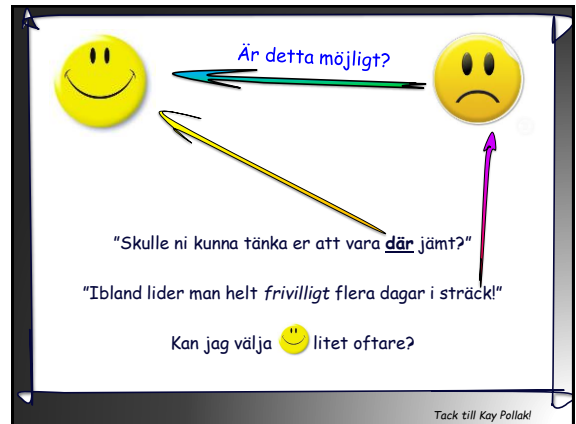 Är detta möjligt?
”Skulle ni kunna tänka er att vara där jämt?”
”Ibland lider man helt frivilligt flera dagar i sträck!”
Kan jag välja litet oftare?
Tack till Kay Pollak!